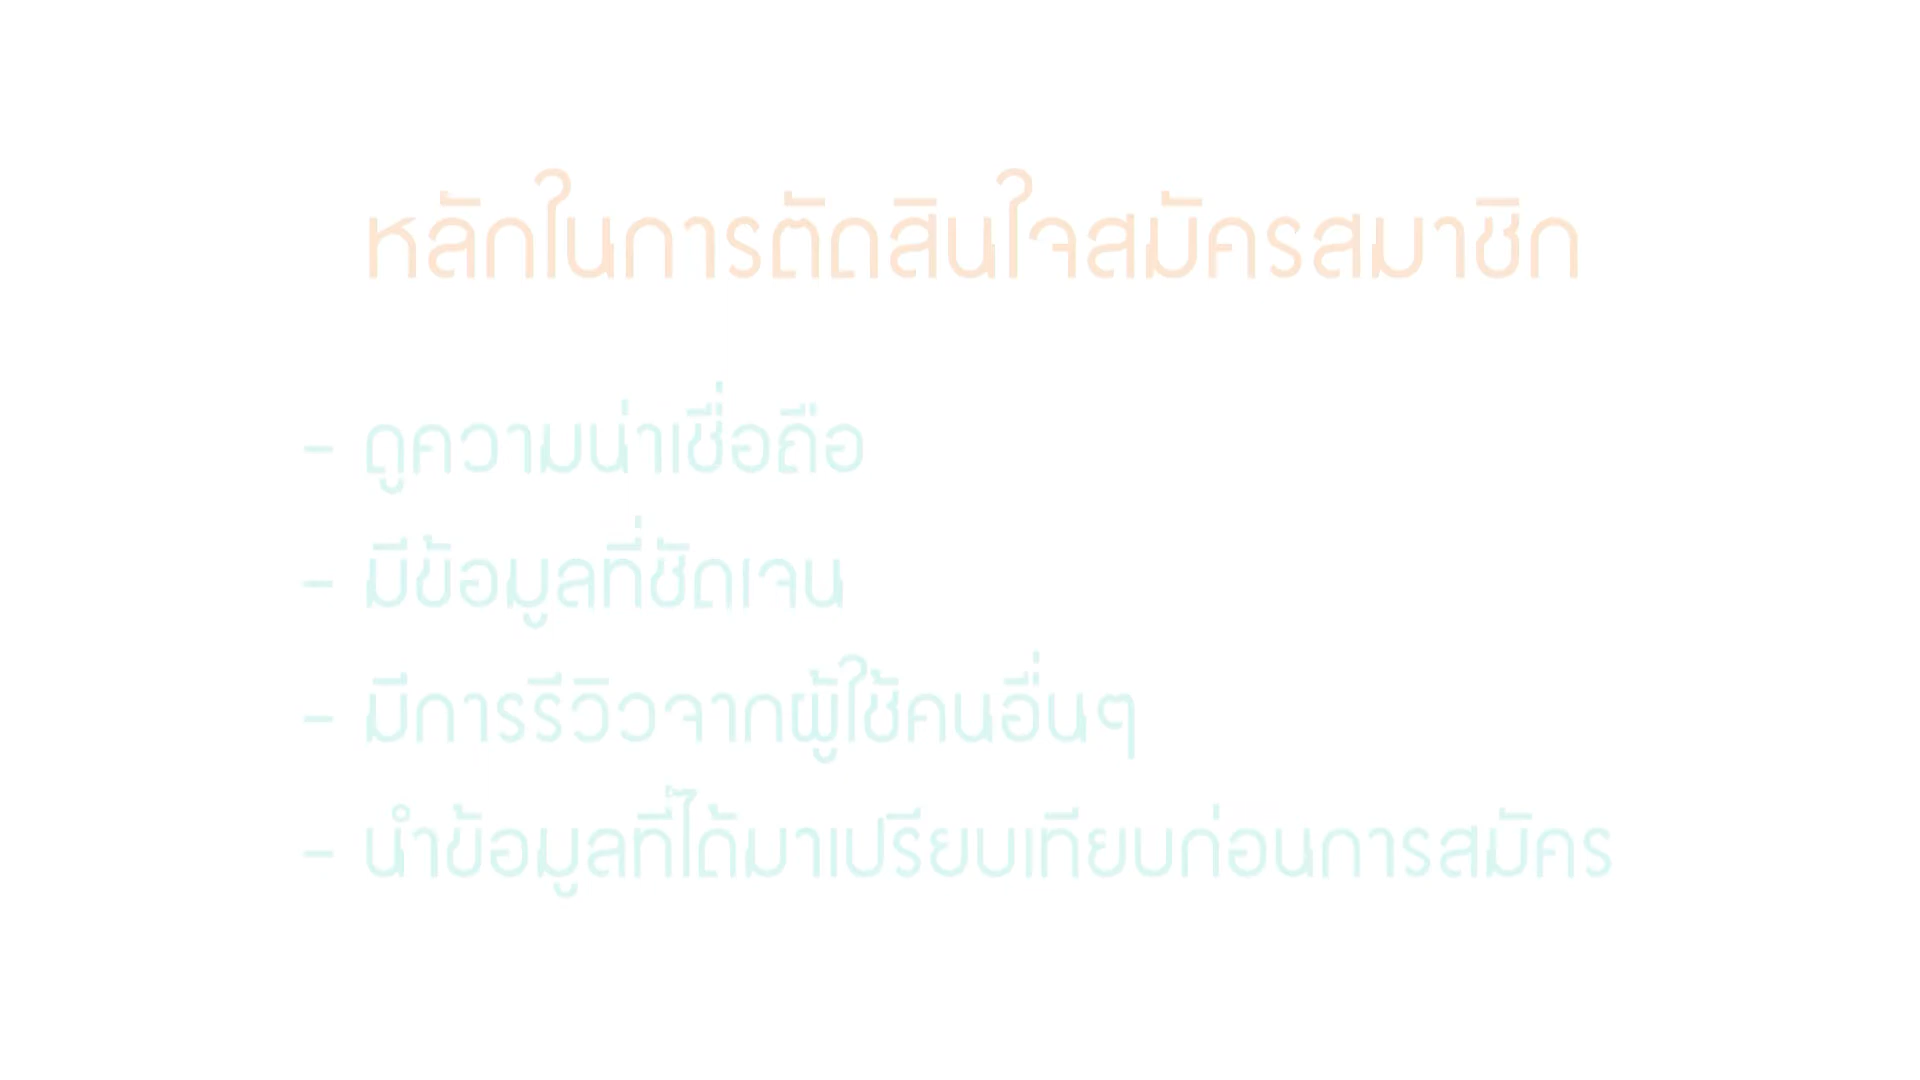 หลักในการตัดสินใจสมัครสมาชิก
- ดูความน่าเชื่อถือ
- มีข้อมูลที่ชัดเจน
- มีการรีวิวจากผู้ใช้คนอื่นๆ
- นำข้อมูลที่ได้มาเปรียบเทียบก่อนการสมัคร